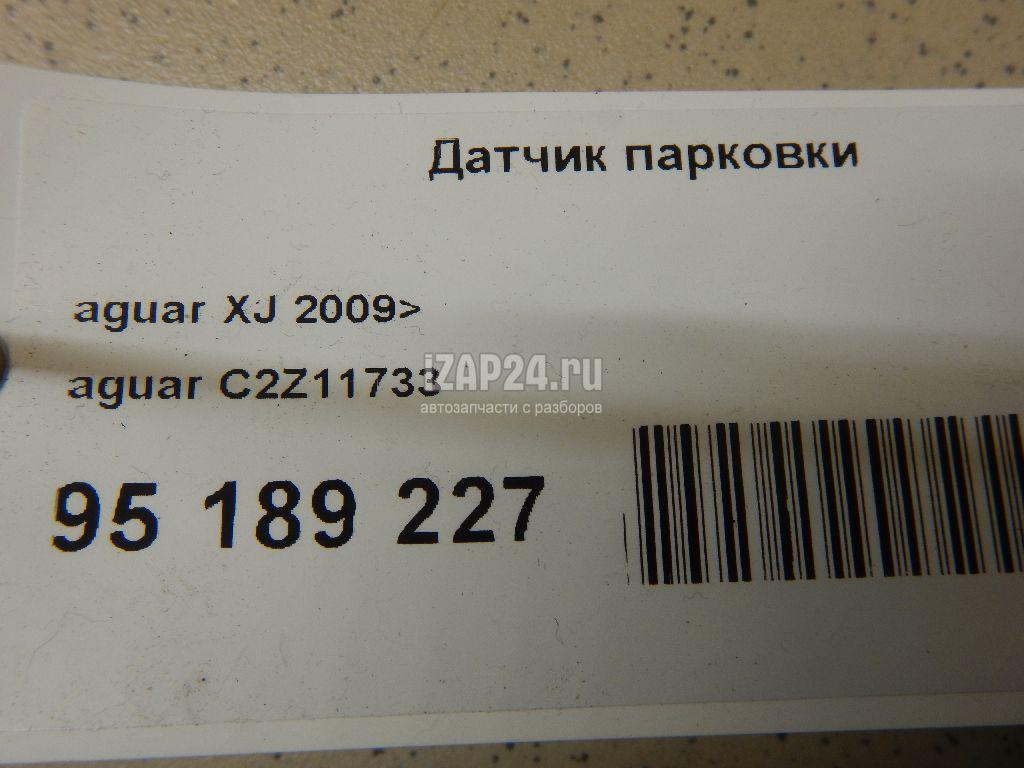 Датчик парковки
aguar XJ 2009>
aguar C2Z11733
iZAP24.ru
автозапчасти с разборов
95 189 227